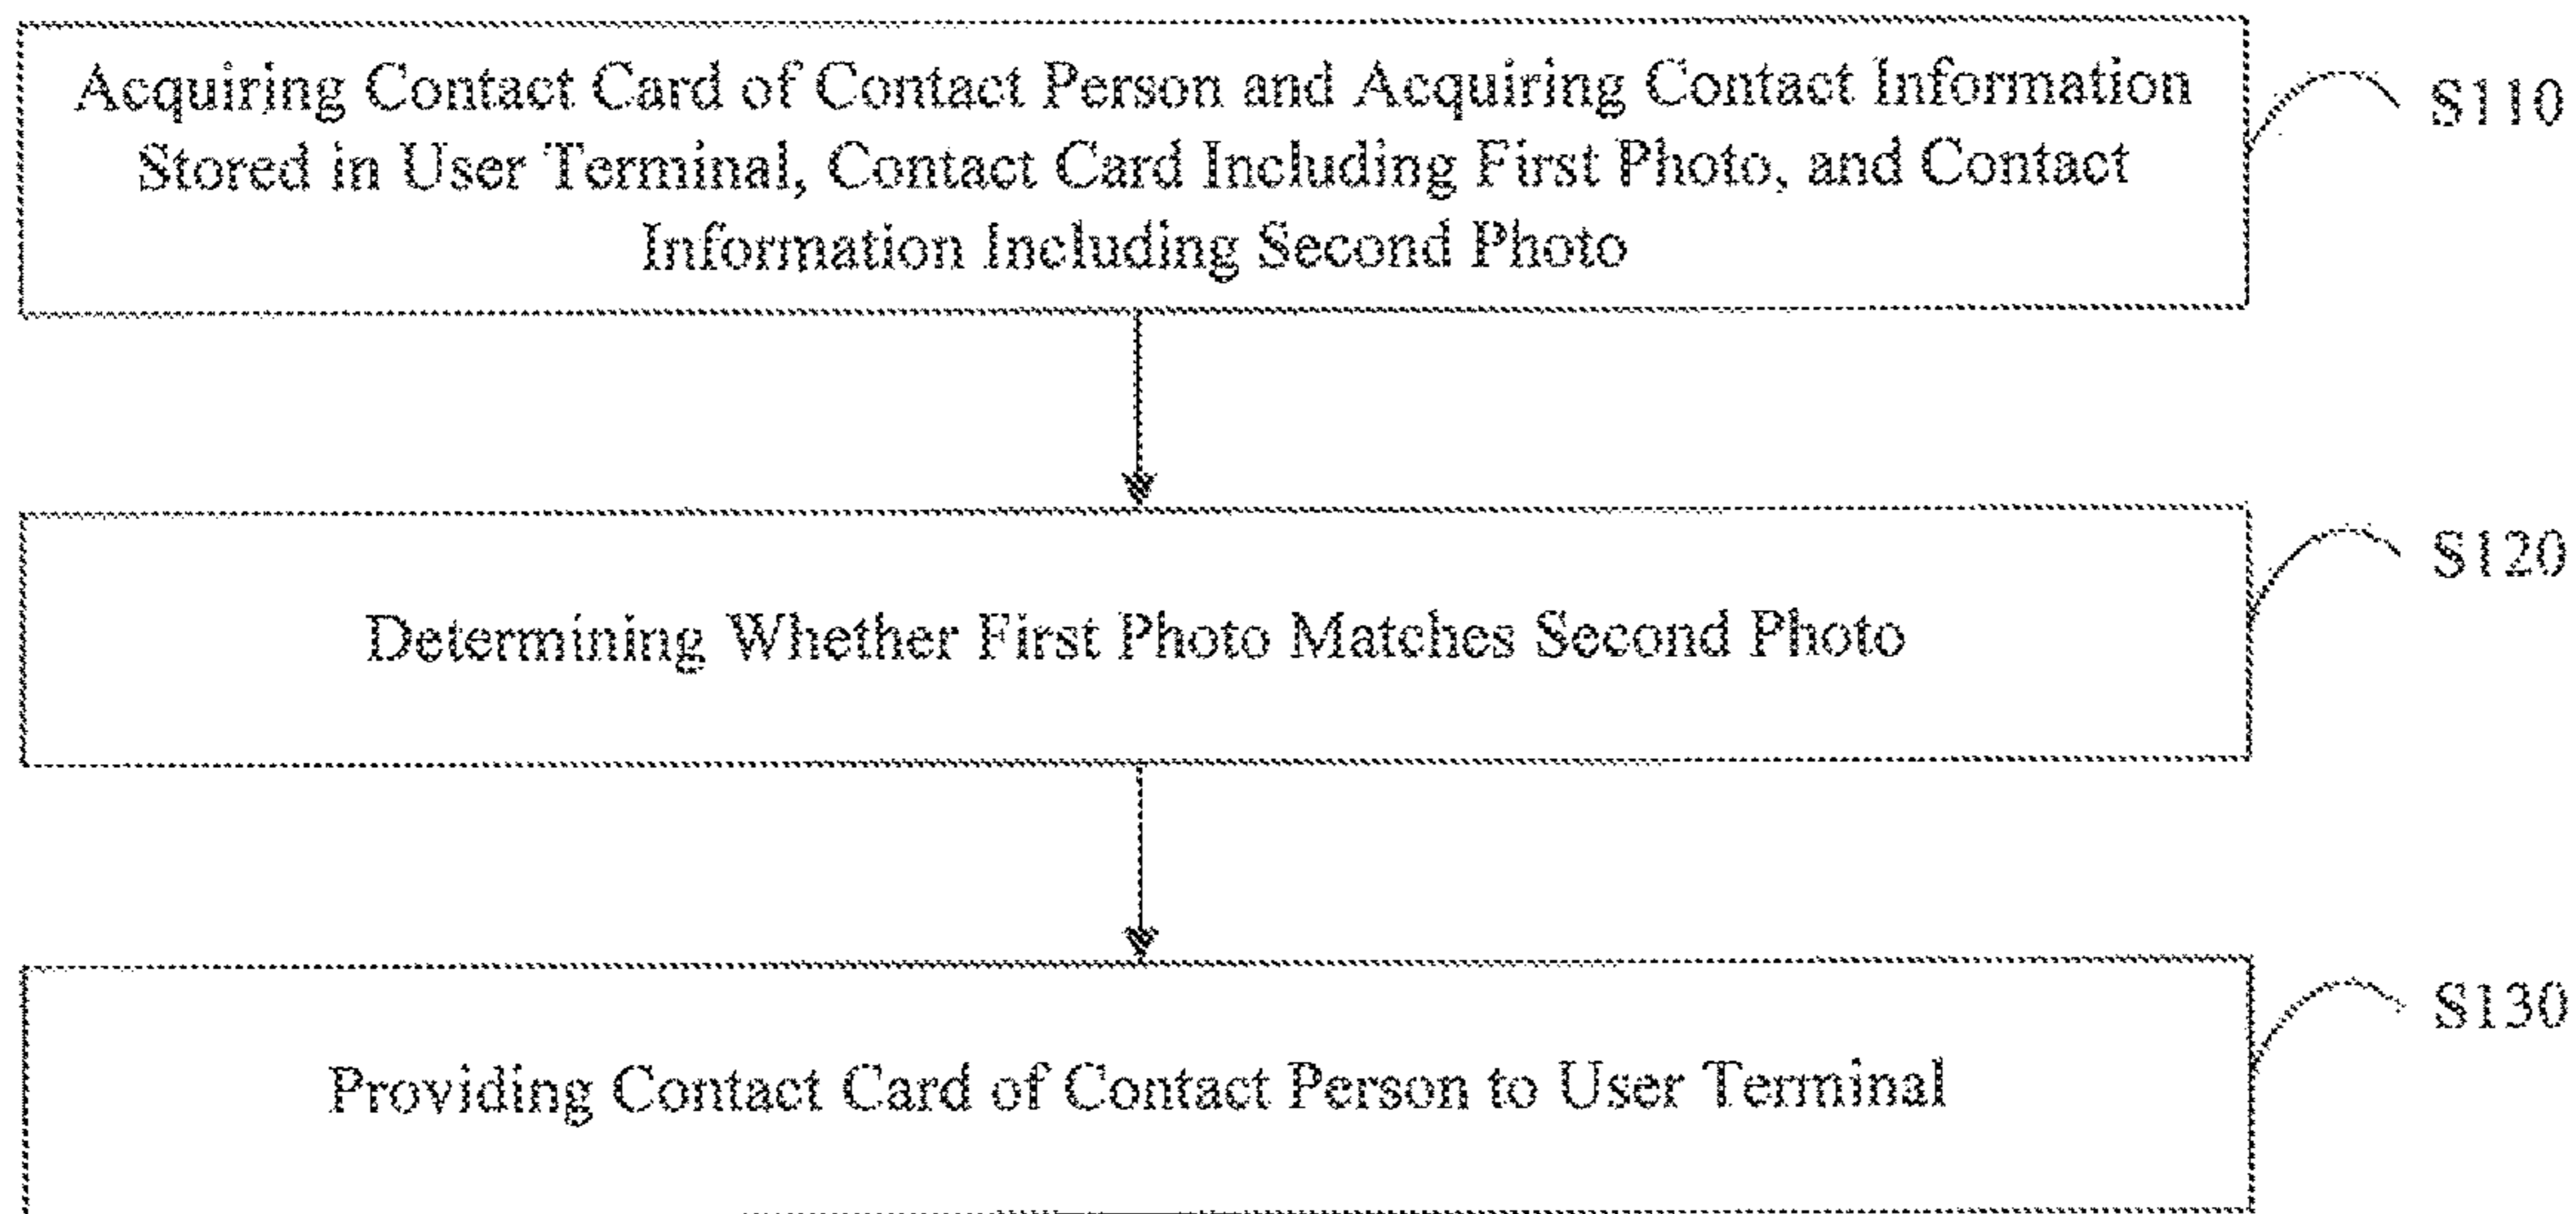 Acquiring Contact Card of Contact Person and Acquiring Contact Information
Stored in User Terminal, Contact Card Including First Photo, and Contact
Information Including Second Photo
S110
Determining Whether First Photo Matches Second Photo
S120
Providing Contact Card of Contact Person to User Terminal
S130